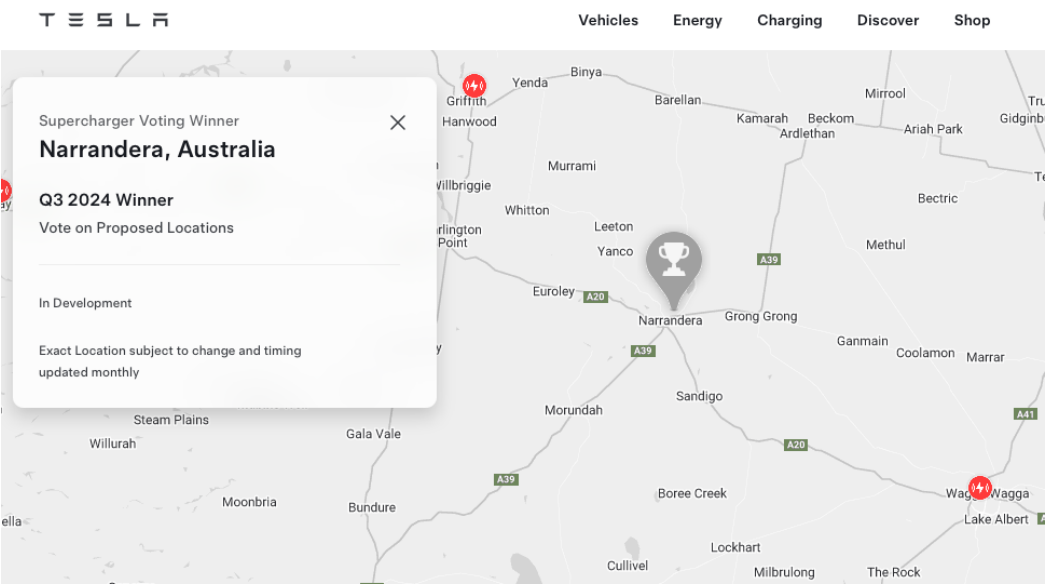 TESLA
Vehicles Energy Charging Discover Shop
Supercharger Voting Winner
Narrandera, Australia
Q3 2024 Winner
Vote on Proposed Locations
In Development
Exact Location subject to change and timing
updated monthly
Binya
Yenda
Griffith
Hanwood
Barellan
Mirrool
Kamarah
Beckom
Ardlethan
Ariah Park
Murrami
Bectric
Whitton
Leeton
Yanco
Point
Methul
A39
Euroley
A20
Narrandera
Grong Grong
A39
Ganmain
Coolamon
Marrar
Sandigo
Morundah
A41
Steam Plains
Gala Vale
Willurah
A20
A39
Boree Creek
Wagga Wagga
Moonbria
Bundure
Lake Albert
Lockhart
Cullivel
Milbrulong
The Rock